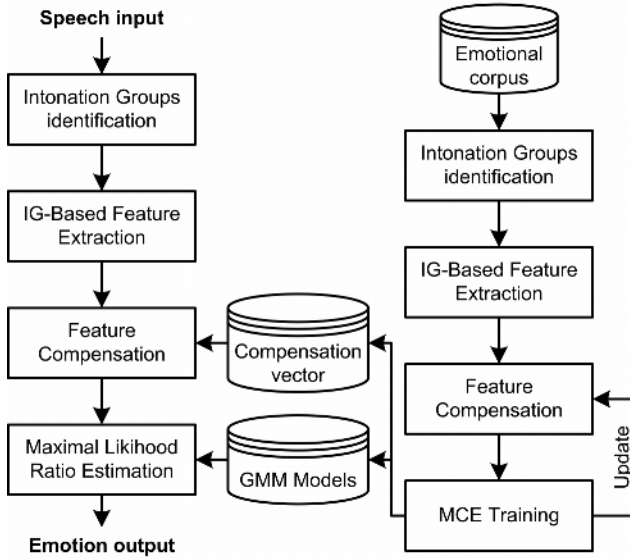 Speech input
Intonation Groups
identification
IG-Based Feature
Extraction
Feature
Compensation
Maximal Likihood
Ratio Estimation
Emotion output
Compensation
vector
GMM Models
Emotional
corpus
Intonation Groups
identification
IG-Based Feature
Extraction
Feature
Compensation
MCE Training
Update